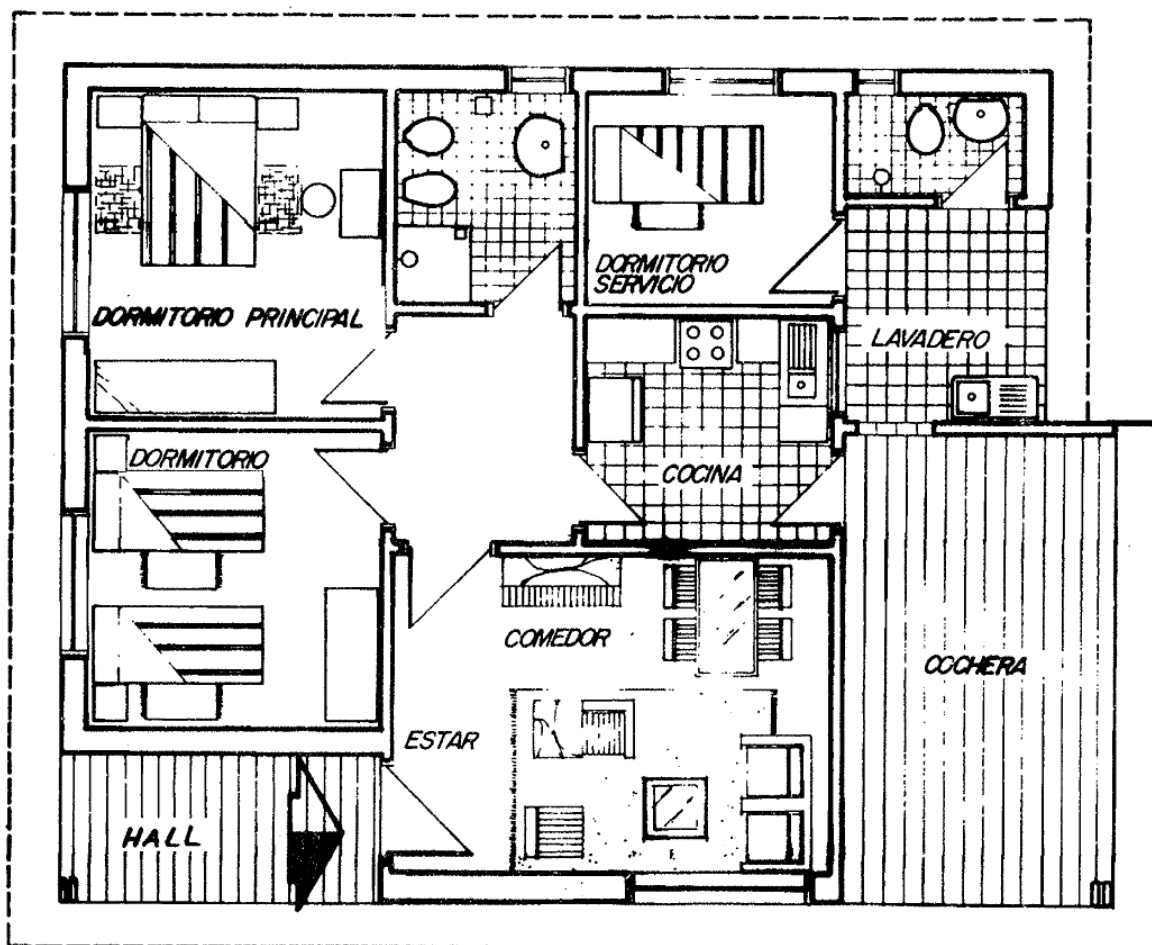 DORMITORIO
SERVICIO
DORMITORIO PRINCIPAL
LAVADERO
DORMITORIO
COCINA
COMEDOR
COCHERA
ESTAR
HALL